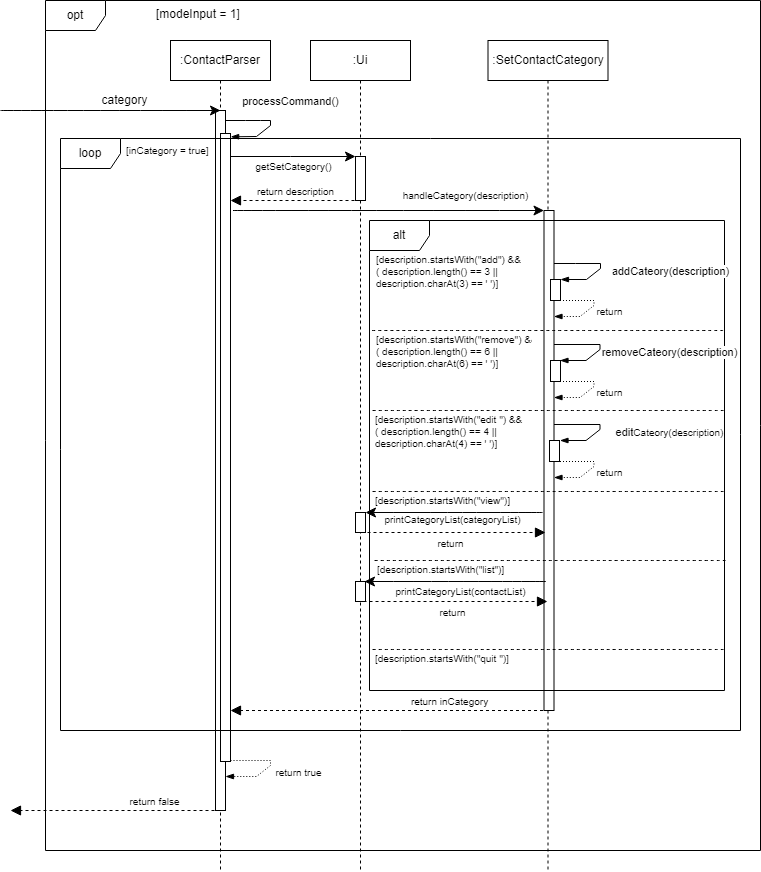 opt
[modeInput = 1]
:ContactParser
:Ui
:SetContactCategory
category
processCommand()
loop
[inCategory = true]
getSetCategory()
return description
handleCategory(description)
alt
[description.startsWith("add") &&
( description.length() == 3 ||
description.charAt(3) == ' ')]
addCateory(description)
return
[description.startsWith("remove") &
( description.length() == 6 ||
description.charAt(6) == ' ')]
removeCateory(description)
return
[description.startsWith("edit ") &&
( description.length() == 4 ||
description.charAt(4) == ' ')]
editCateory(description)
return
[description.startsWith("view")]
printCategoryList(categoryList)
return
[description.startsWith("list")]
printCategoryList(contactList)
return
[description.startsWith("quit ")]
return inCategory
return true
return false